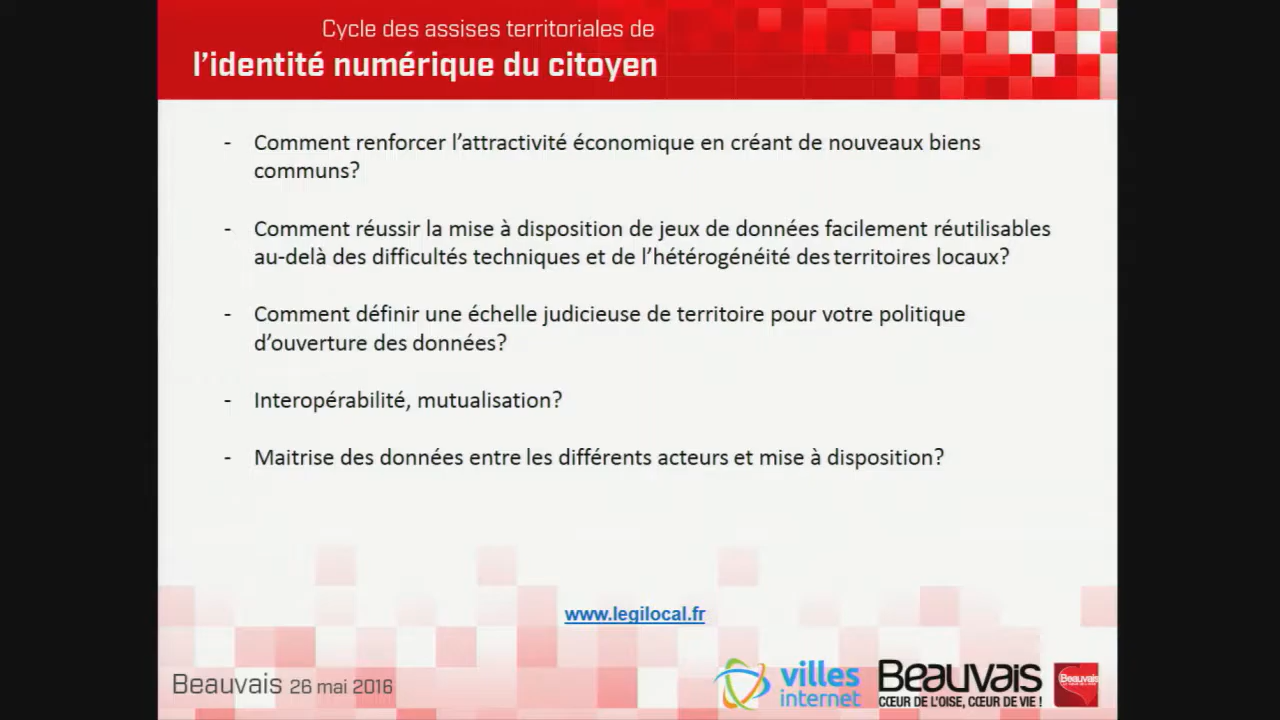 Cycle des assises territoriales de
l'identité numérique du citoyen
- Comment renforcer l'attractivité économique en créant de nouveaux biens
communs?
- Comment réussir la mise à disposition de jeux de données facilement réutilisables
au-delà des difficultés techniques et de l'hétérogénéité des territoires locaux?
- Comment définir une échelle judicieuse de territoire pour votre politique
d'ouverture des données?
- Interopérabilité, mutualisation?
- Maitrise des données entre les différents acteurs et mise à disposition?
www.legilocal.fr
Beauvais 26 mai 2016
villes
internet
Beauvais
CŒUR DE L'OISE, CŒUR DE VIE !
Beauvais